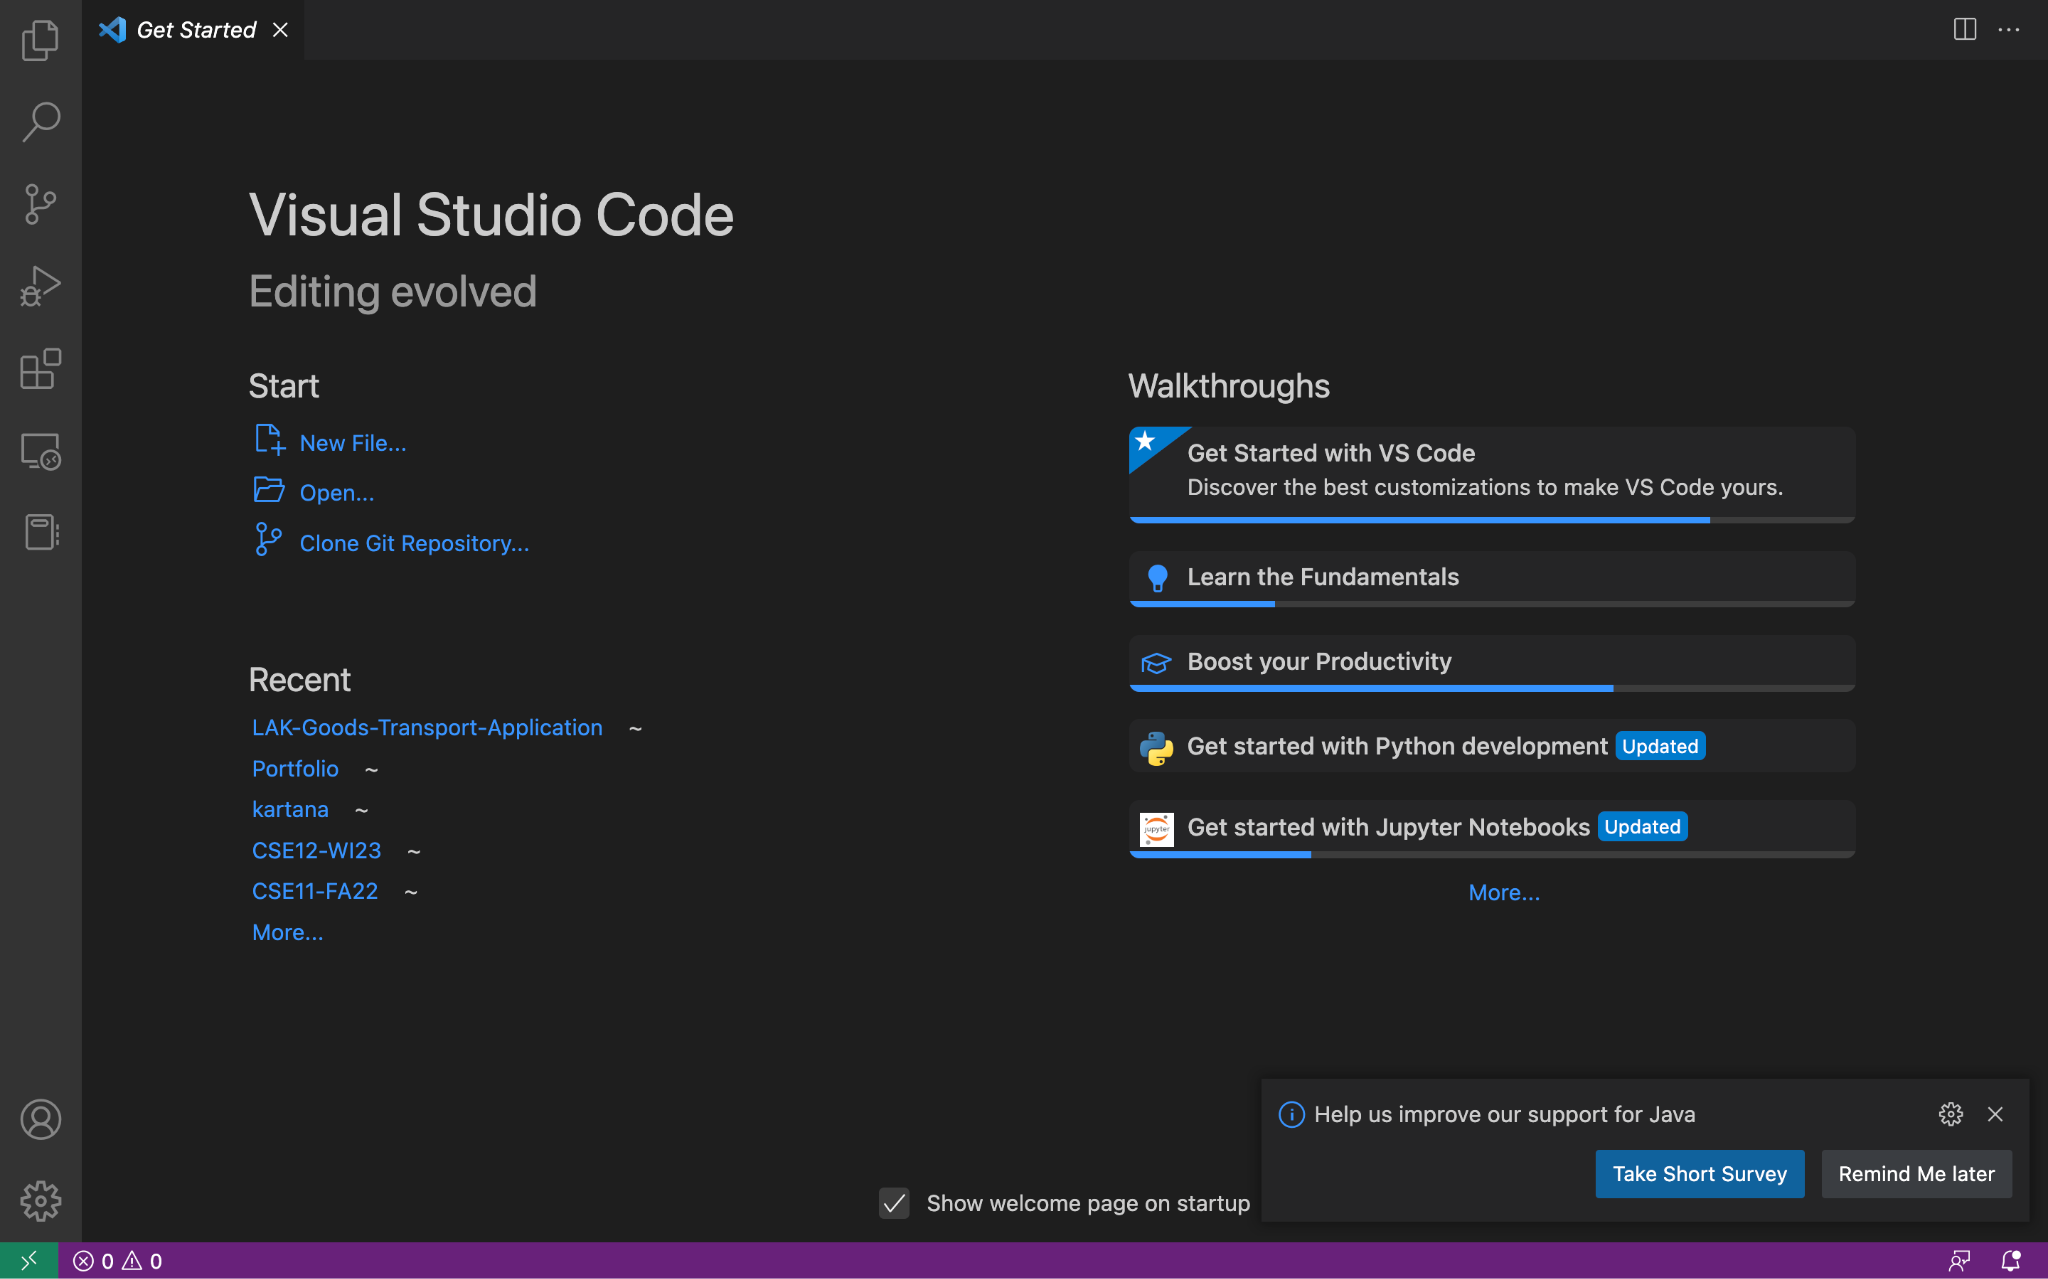 Get Started
Visual Studio Code
Editing evolved
Start
New File...
Open...
Clone Git Repository...
Recent
LAK-Goods-Transport-Application ~
Portfolio ~
kartana ~
CSE12-WI23 ~
CSE11-FA22 ~
More...
Walkthroughs
Get Started with VS Code
Discover the best customizations to make VS Code yours.
Learn the Fundamentals
Boost your Productivity
Get started with Python development Updated
jupyter
Get started with Jupyter Notebooks Updated
More...
Help us improve our support for Java
Take Short Survey Remind Me later
Show welcome page on startup
0 0